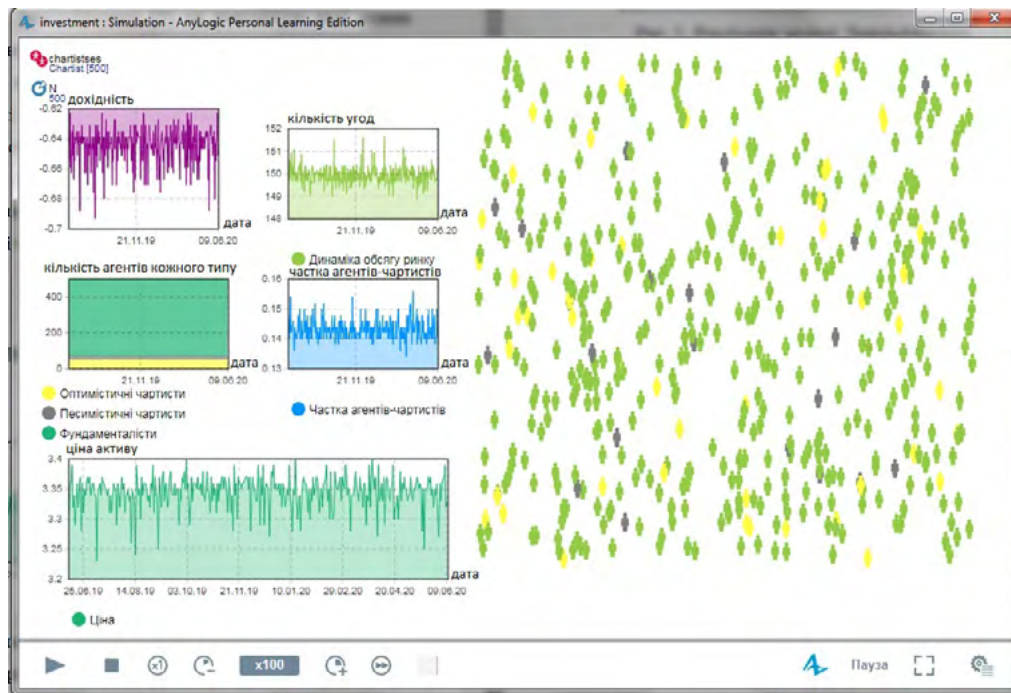 investment : Simulation - AnyLogic Personal Learning Edition
chartistses
Chartist [500]
N
500
дохідність
-0.62
-0.64
-0.66
-0.68
-0.7
21.11.19
09.06.20
дата
кількість угод
152
151
150
149
148
21.11.19
09.06.20
дата
Динаміка обсягу ринку
кількість агентів кожного типу
400
200
0
21.11.19
09.06.20
дата
частка агентів-чартистів
0.16
0.15
0.14
0.13
21.11.19
09.06.20
дата
Оптимістичні чартисти
Песимістичні чартисти
Фундаменталісти
Частка агентів-чартистів
ціна активу
3.4
3.35
3.3
3.25
3.2
25.06.19
14.08.19
03.10.19
21.11.19
10.01.20
29.02.20
20.04.20
09.06.20
дата
Ціна
x1
x100
Пауза